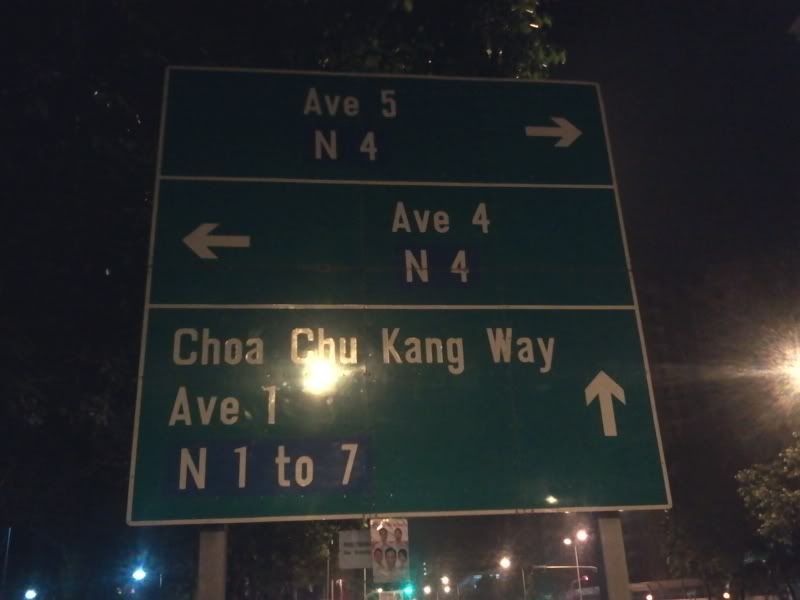 Ave 5
N 4
Ave 4
N 4
Choa Chu Kang Way
Ave 1
N 1 to 7